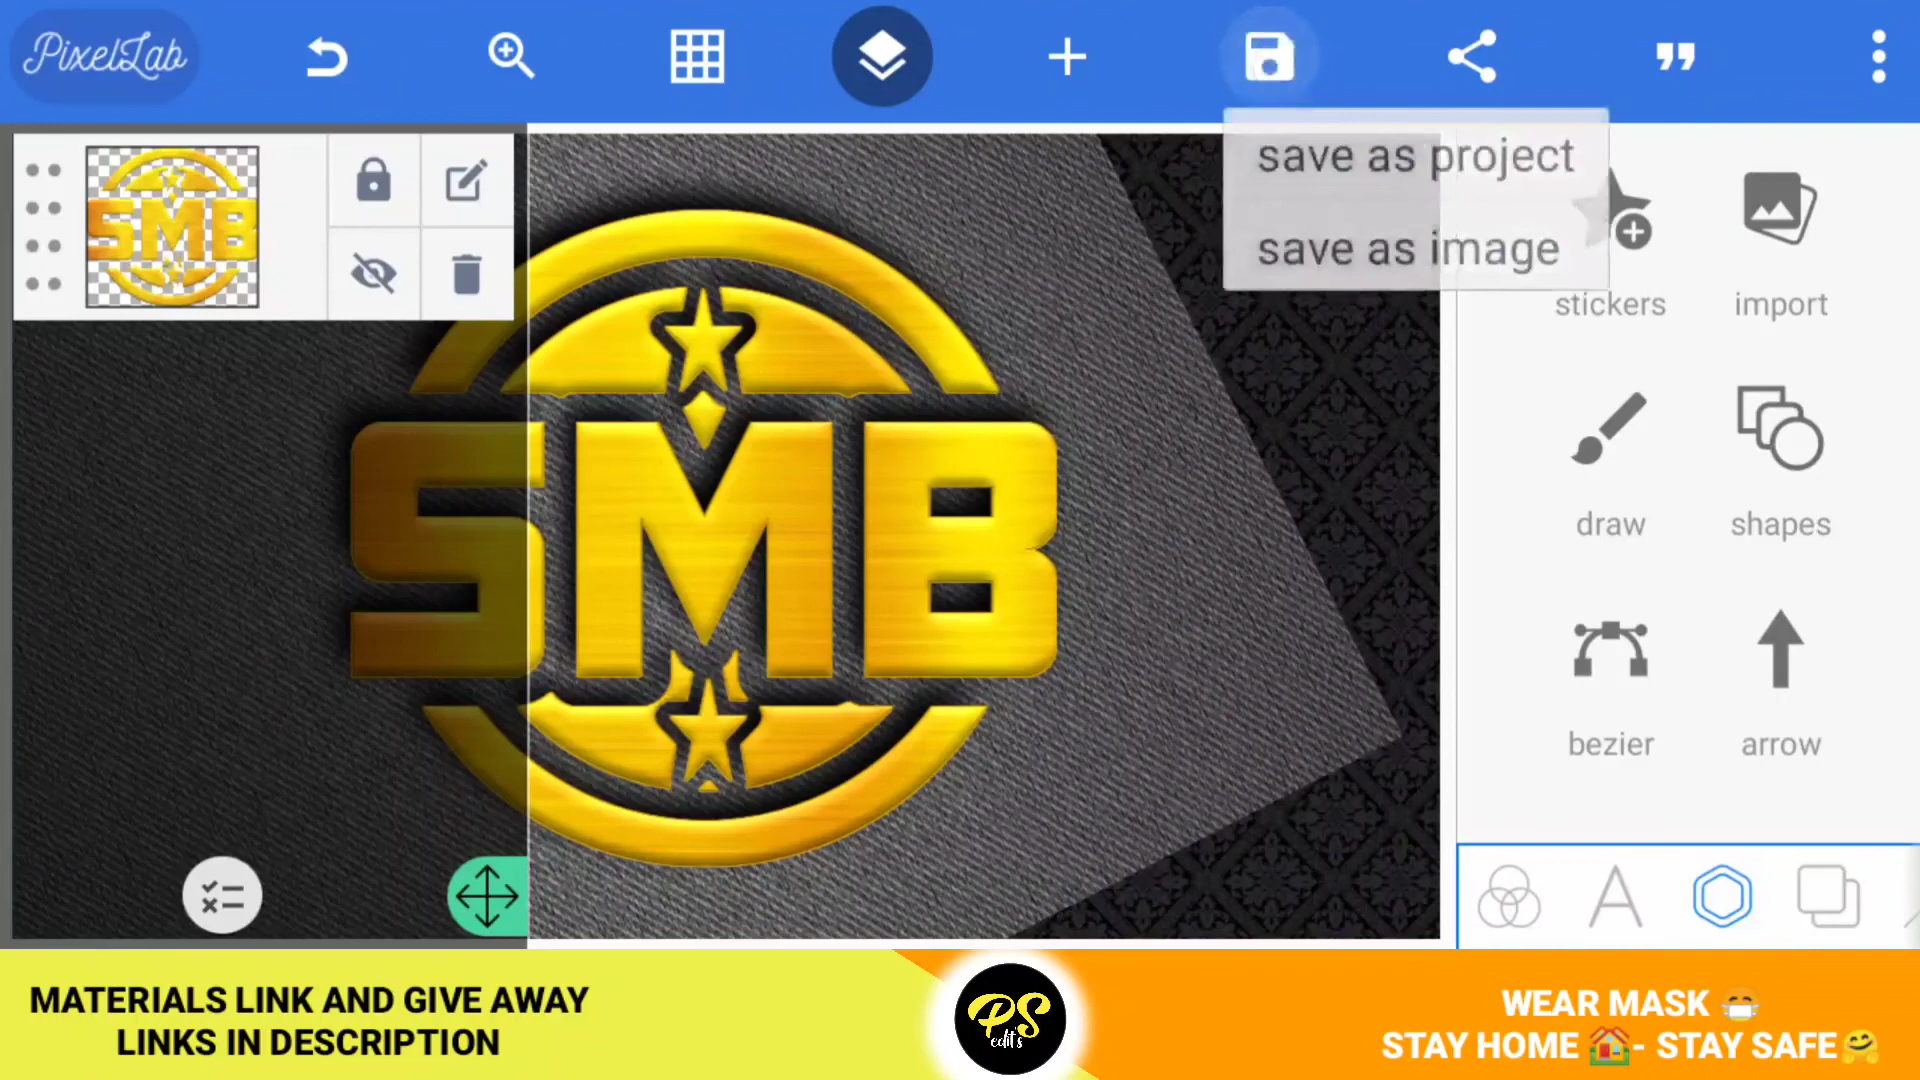 PixelLab
save as project
save as image
SMB
stickers
import
draw
shapes
bezier
arrow
SMB
MATERIALS LINK AND GIVE AWAY
LINKS IN DESCRIPTION
PS
edit's
WEAR MASK 😷
STAY HOME 🏠- STAY SAFE🤗